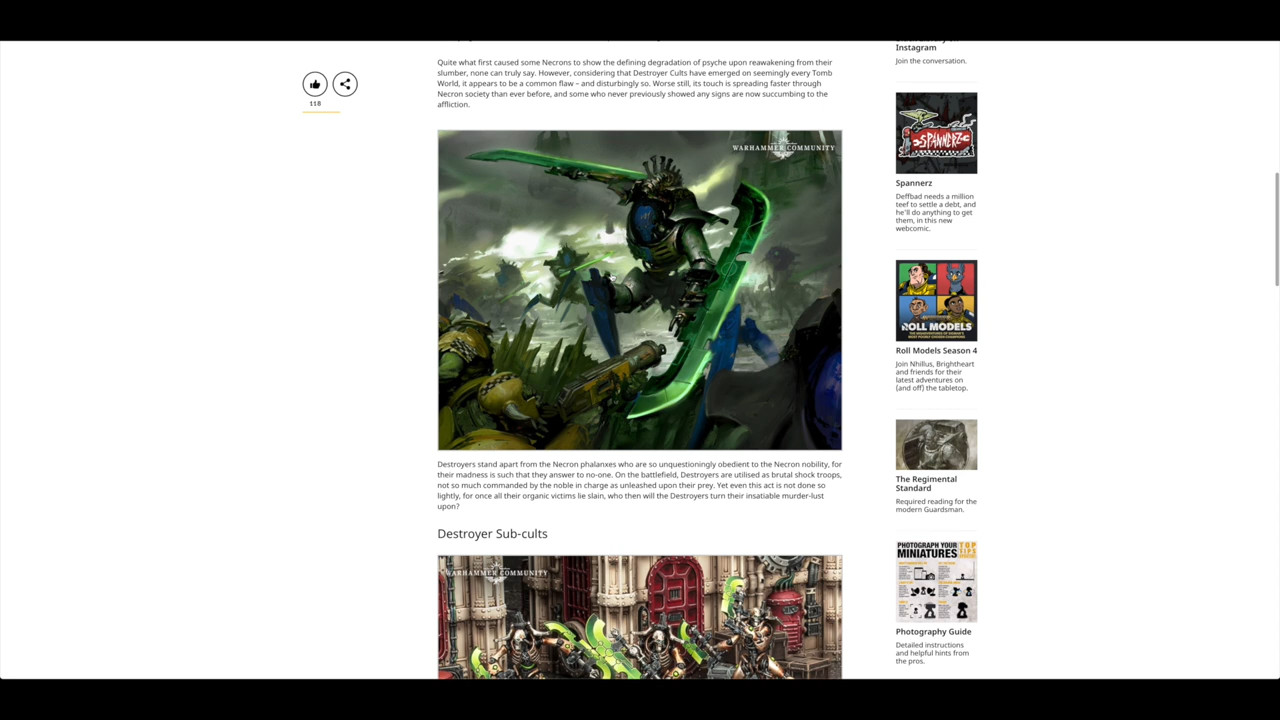 118
Quite what first caused some Necrons to show the defining degradation of psyche upon reawakening from their
slumber, none can truly say. However, considering that Destroyer Cults have emerged on seemingly every Tomb
World, it appears to be a common flaw – and disturbingly so. Worse still, its touch is spreading faster through
Necron society than ever before, and some who never previously showed any signs are now succumbing to the
affliction.
WARHAMMER COMMUNITY
Destroyers stand apart from the Necron phalanxes who are so unquestioningly obedient to the Necron nobility, for
their madness is such that they answer to no-one. On the battlefield, Destroyers are utilised as brutal shock troops,
not so much commanded by the noble in charge as unleashed upon their prey. Yet even this act is not done so
lightly, for once all their organic victims lie slain, who then will the Destroyers turn their insatiable murder-lust
upon?
Destroyer Sub-cults
WARHAMMER COMMUNITY
Instagram
Join the conversation.
SPANNERZ
Spannerz
Deffbad needs a million
teef to settle a debt, and
he'll do anything to get
them, in this new
webcomic.
ROLL MODELS
Roll Models Season 4
Join Nhillus, Brightheart
and friends for their
latest adventures on
(and off) the tabletop.
The Regimental
Standard
Required reading for the
modern Guardsman.
PHOTOGRAPH YOUR
MINIATURES
TOP
TIPS
Photography Guide
Detailed instructions
and helpful hints from
the pros.